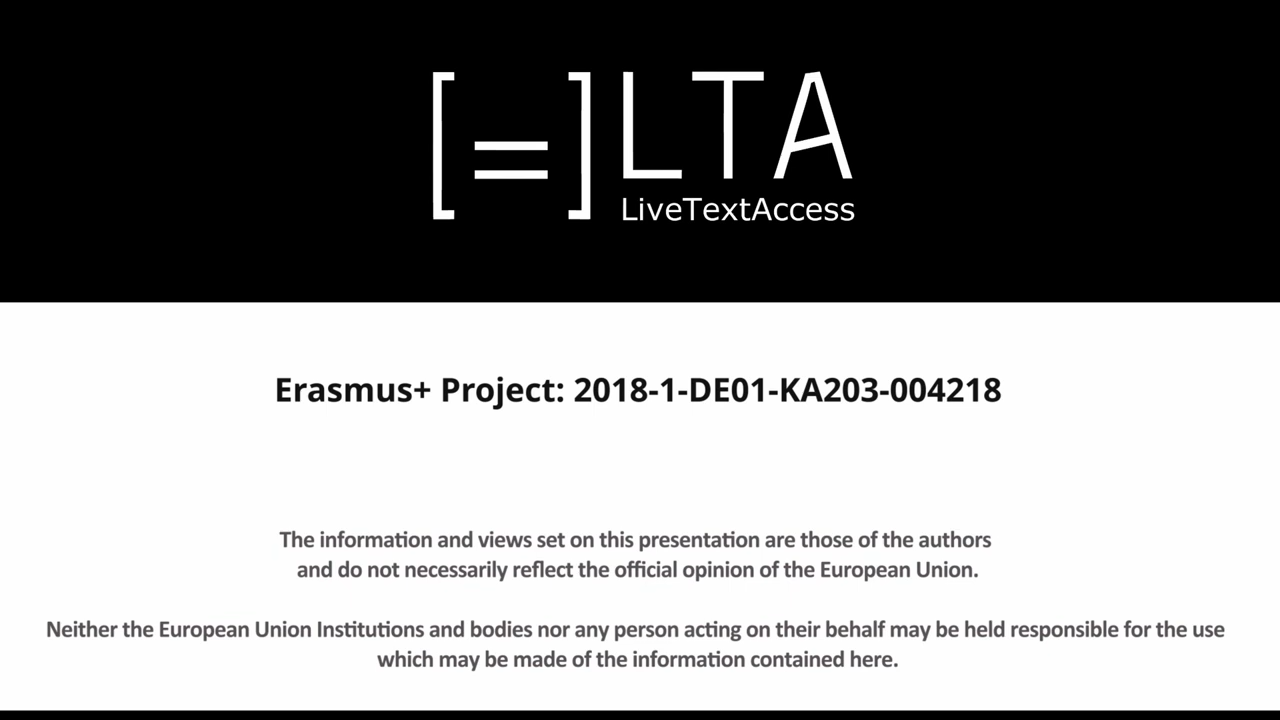 [=] LTA
LiveTextAccess
Erasmus+ Project: 2018-1-DE01-KA203-004218
The information and views set on this presentation are those of the authors
and do not necessarily reflect the official opinion of the European Union.
Neither the European Union Institutions and bodies nor any person acting on their behalf may be held responsible for the use
which may be made of the information contained here.